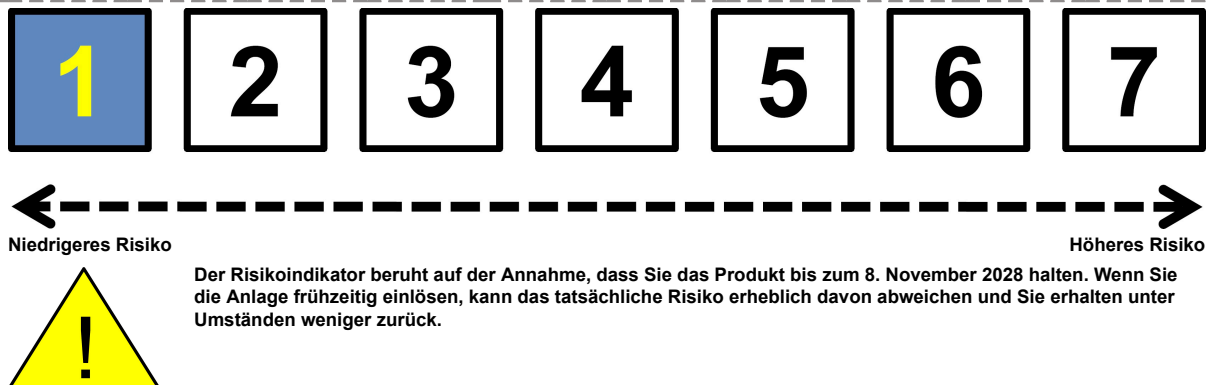 1 2 3 4 5 6 7
Niedrigeres Risiko Höheres Risiko
Der Risikoindikator beruht auf der Annahme, dass Sie das Produkt bis zum 8. November 2028 halten. Wenn Sie
die Anlage frühzeitig einlösen, kann das tatsächliche Risiko erheblich davon abweichen und Sie erhalten unter
Umständen weniger zurück.
!